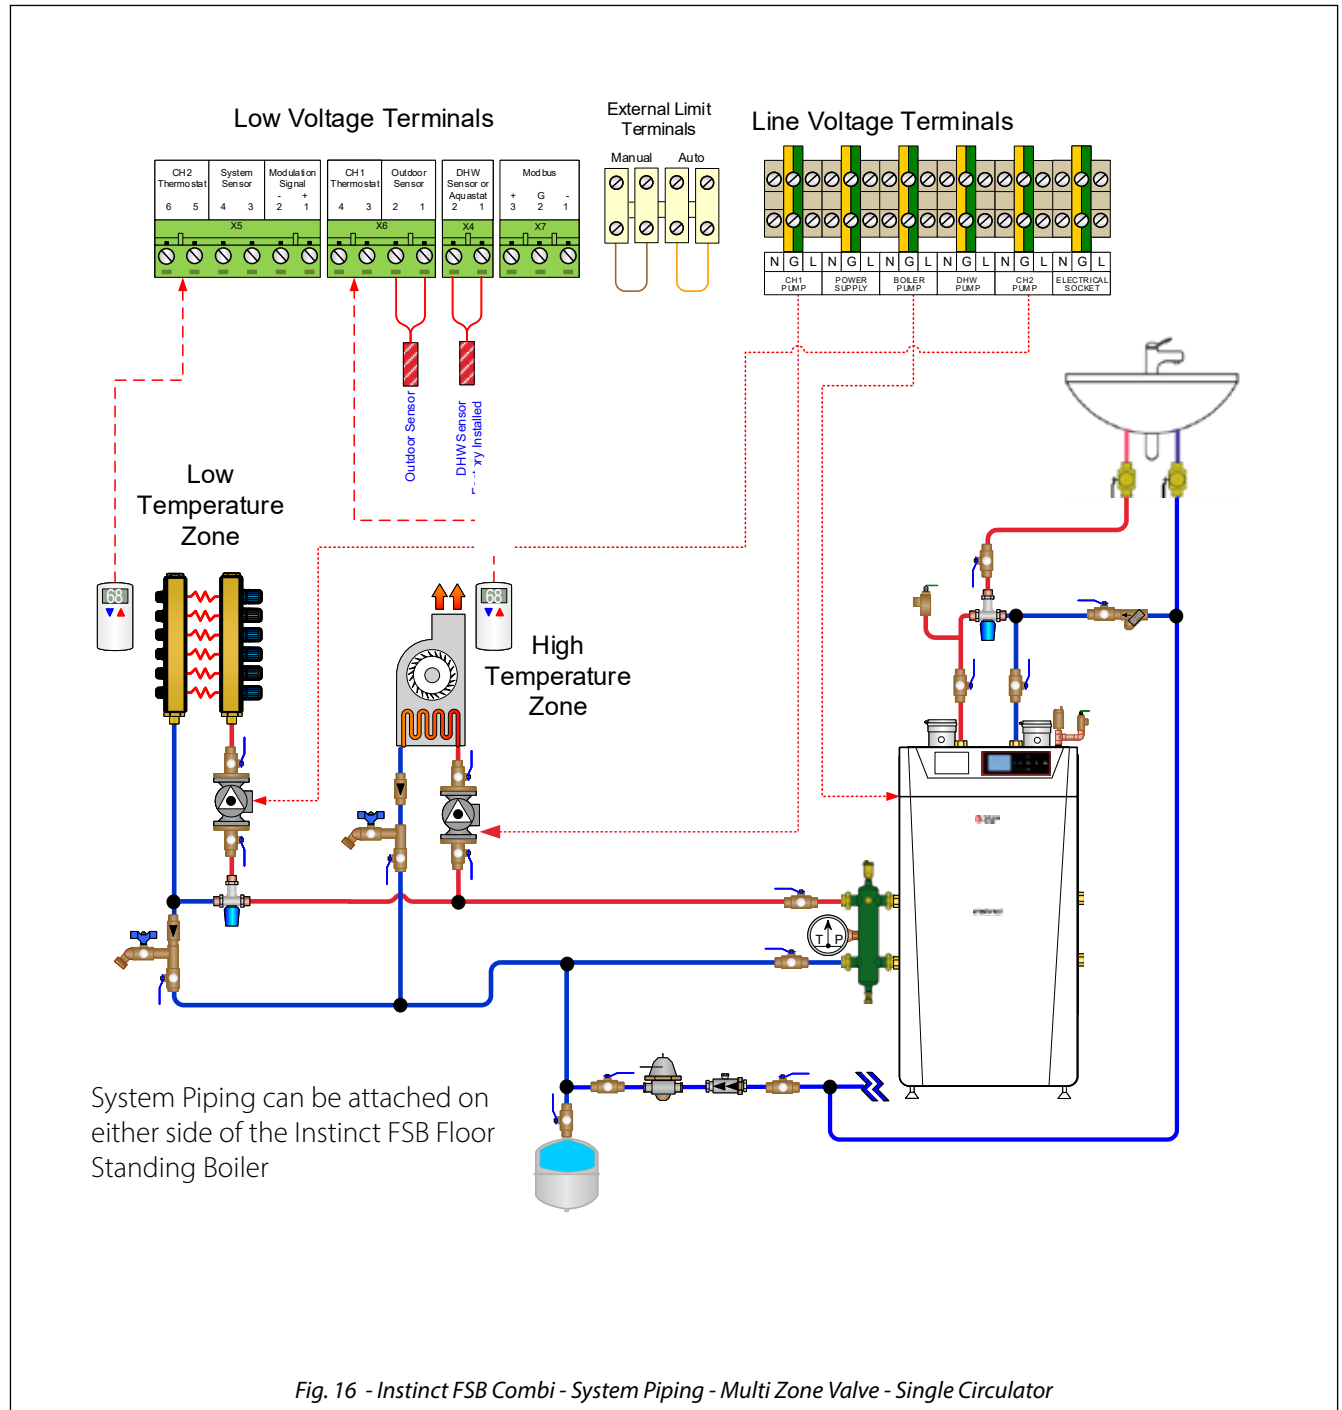 Low Voltage Terminals
External Limit
Terminals
Line Voltage Terminals
Manual Auto
CH2
Thermostat
6 5
System
Sensor
4 3
Modulation
Signal
- +
2 1
X5
CH1
Thermostat
4 3
Outdoor
Sensor
2 1
X6
DHW
Sensor or
Aquastat
2 1
X4
Modbus
+ G -
3 2 1
X7
N G L N G L N G L N G L N G L N G L
CH1
PUMP
POWER
SUPPLY
BOILER
PUMP
DHW
PUMP
CH2
PUMP
ELECTRICAL
SOCKET
Outdoor Sensor
DHW Sensor
Installed
Low
Temperature
Zone
68
68
High
Temperature
Zone
T P
System Piping can be attached on
either side of the Instinct FSB Floor
Standing Boiler
Fig. 16 - Instinct FSB Combi - System Piping - Multi Zone Valve - Single Circulator